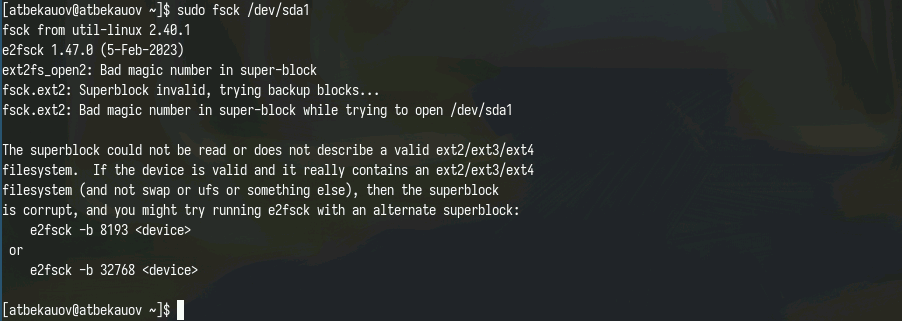 [atbekauov@atbekauov ~]$ sudo fsck /dev/sda1
fsck from util-linux 2.40.1
e2fsck 1.47.0 (5-Feb-2023)
ext2fs_open2: Bad magic number in super-block
fsck.ext2: Superblock invalid, trying backup blocks...
fsck.ext2: Bad magic number in super-block while trying to open /dev/sda1

The superblock could not be read or does not describe a valid ext2/ext3/ext4
filesystem.  If the device is valid and it really contains an ext2/ext3/ext4
filesystem (and not swap or ufs or something else), then the superblock
is corrupt, and you might try running e2fsck with an alternate superblock:
    e2fsck -b 8193 <device>
 or
    e2fsck -b 32768 <device>

[atbekauov@atbekauov ~]$